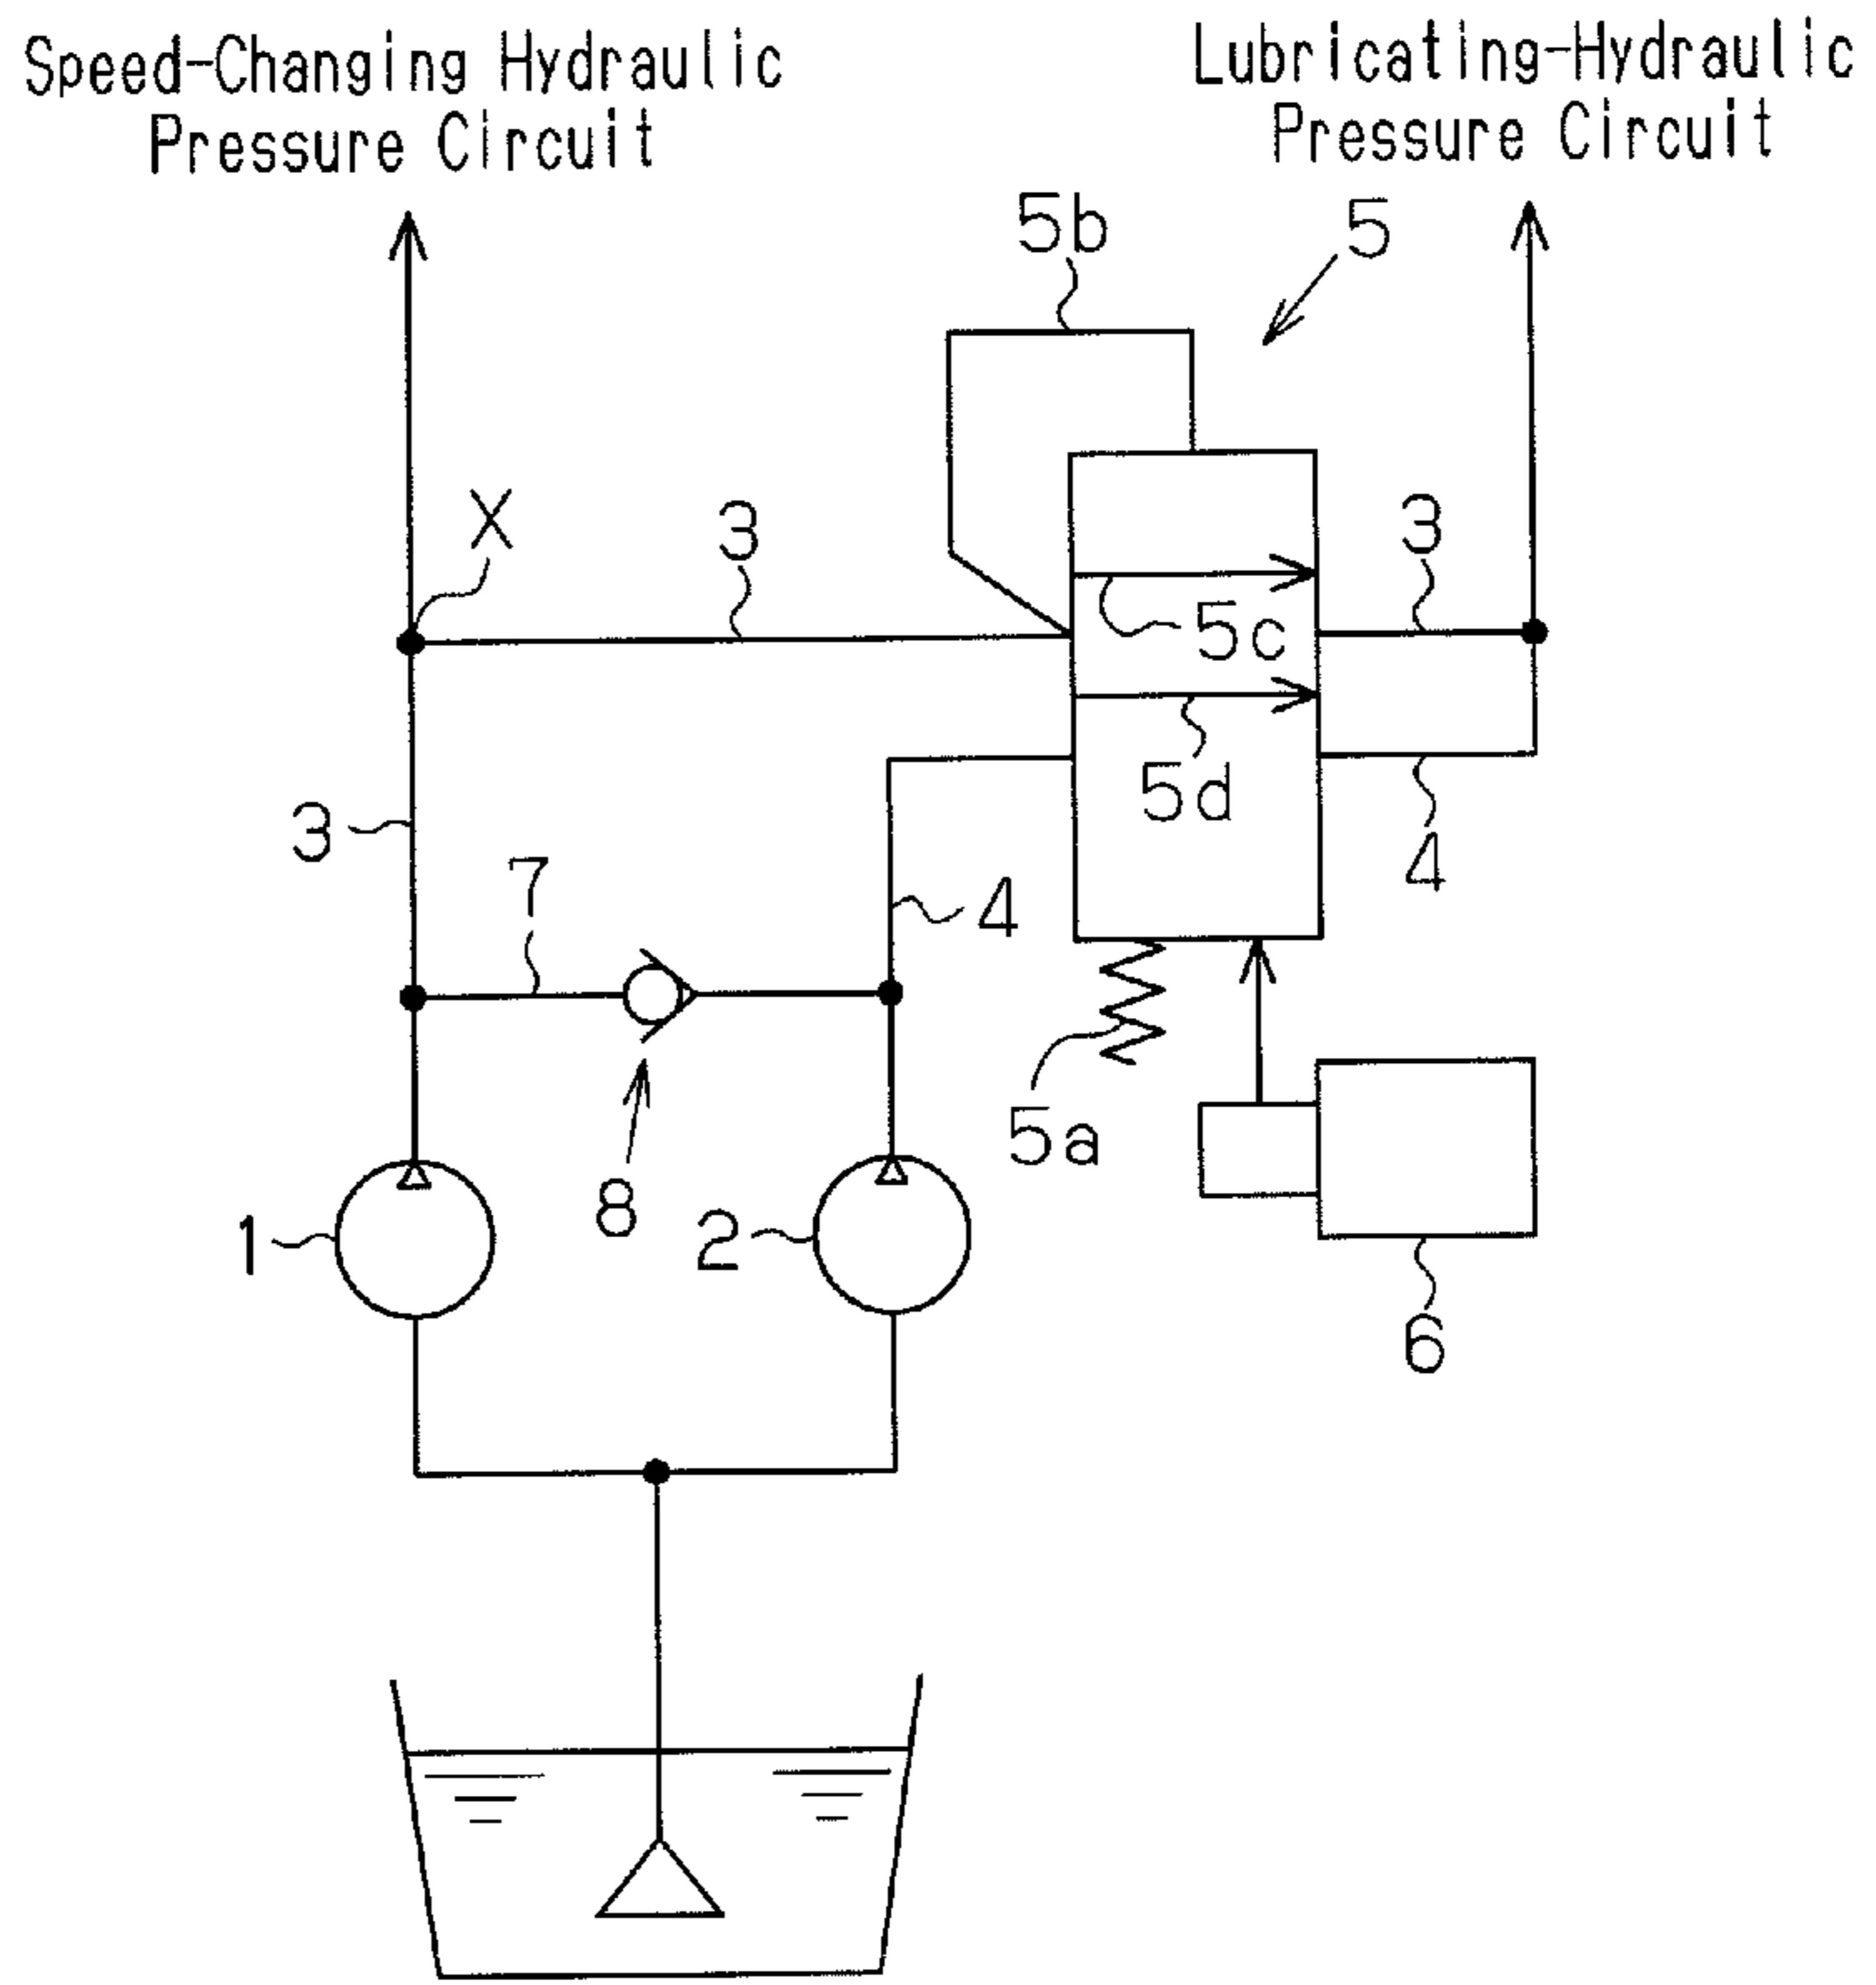 Speed-Changing Hydraulic
Pressure Circuit
Lubricating-Hydraulic
Pressure Circuit
5b
5
X
3
3
5c
5d
3
7
4
4
5a
8
1
2
6